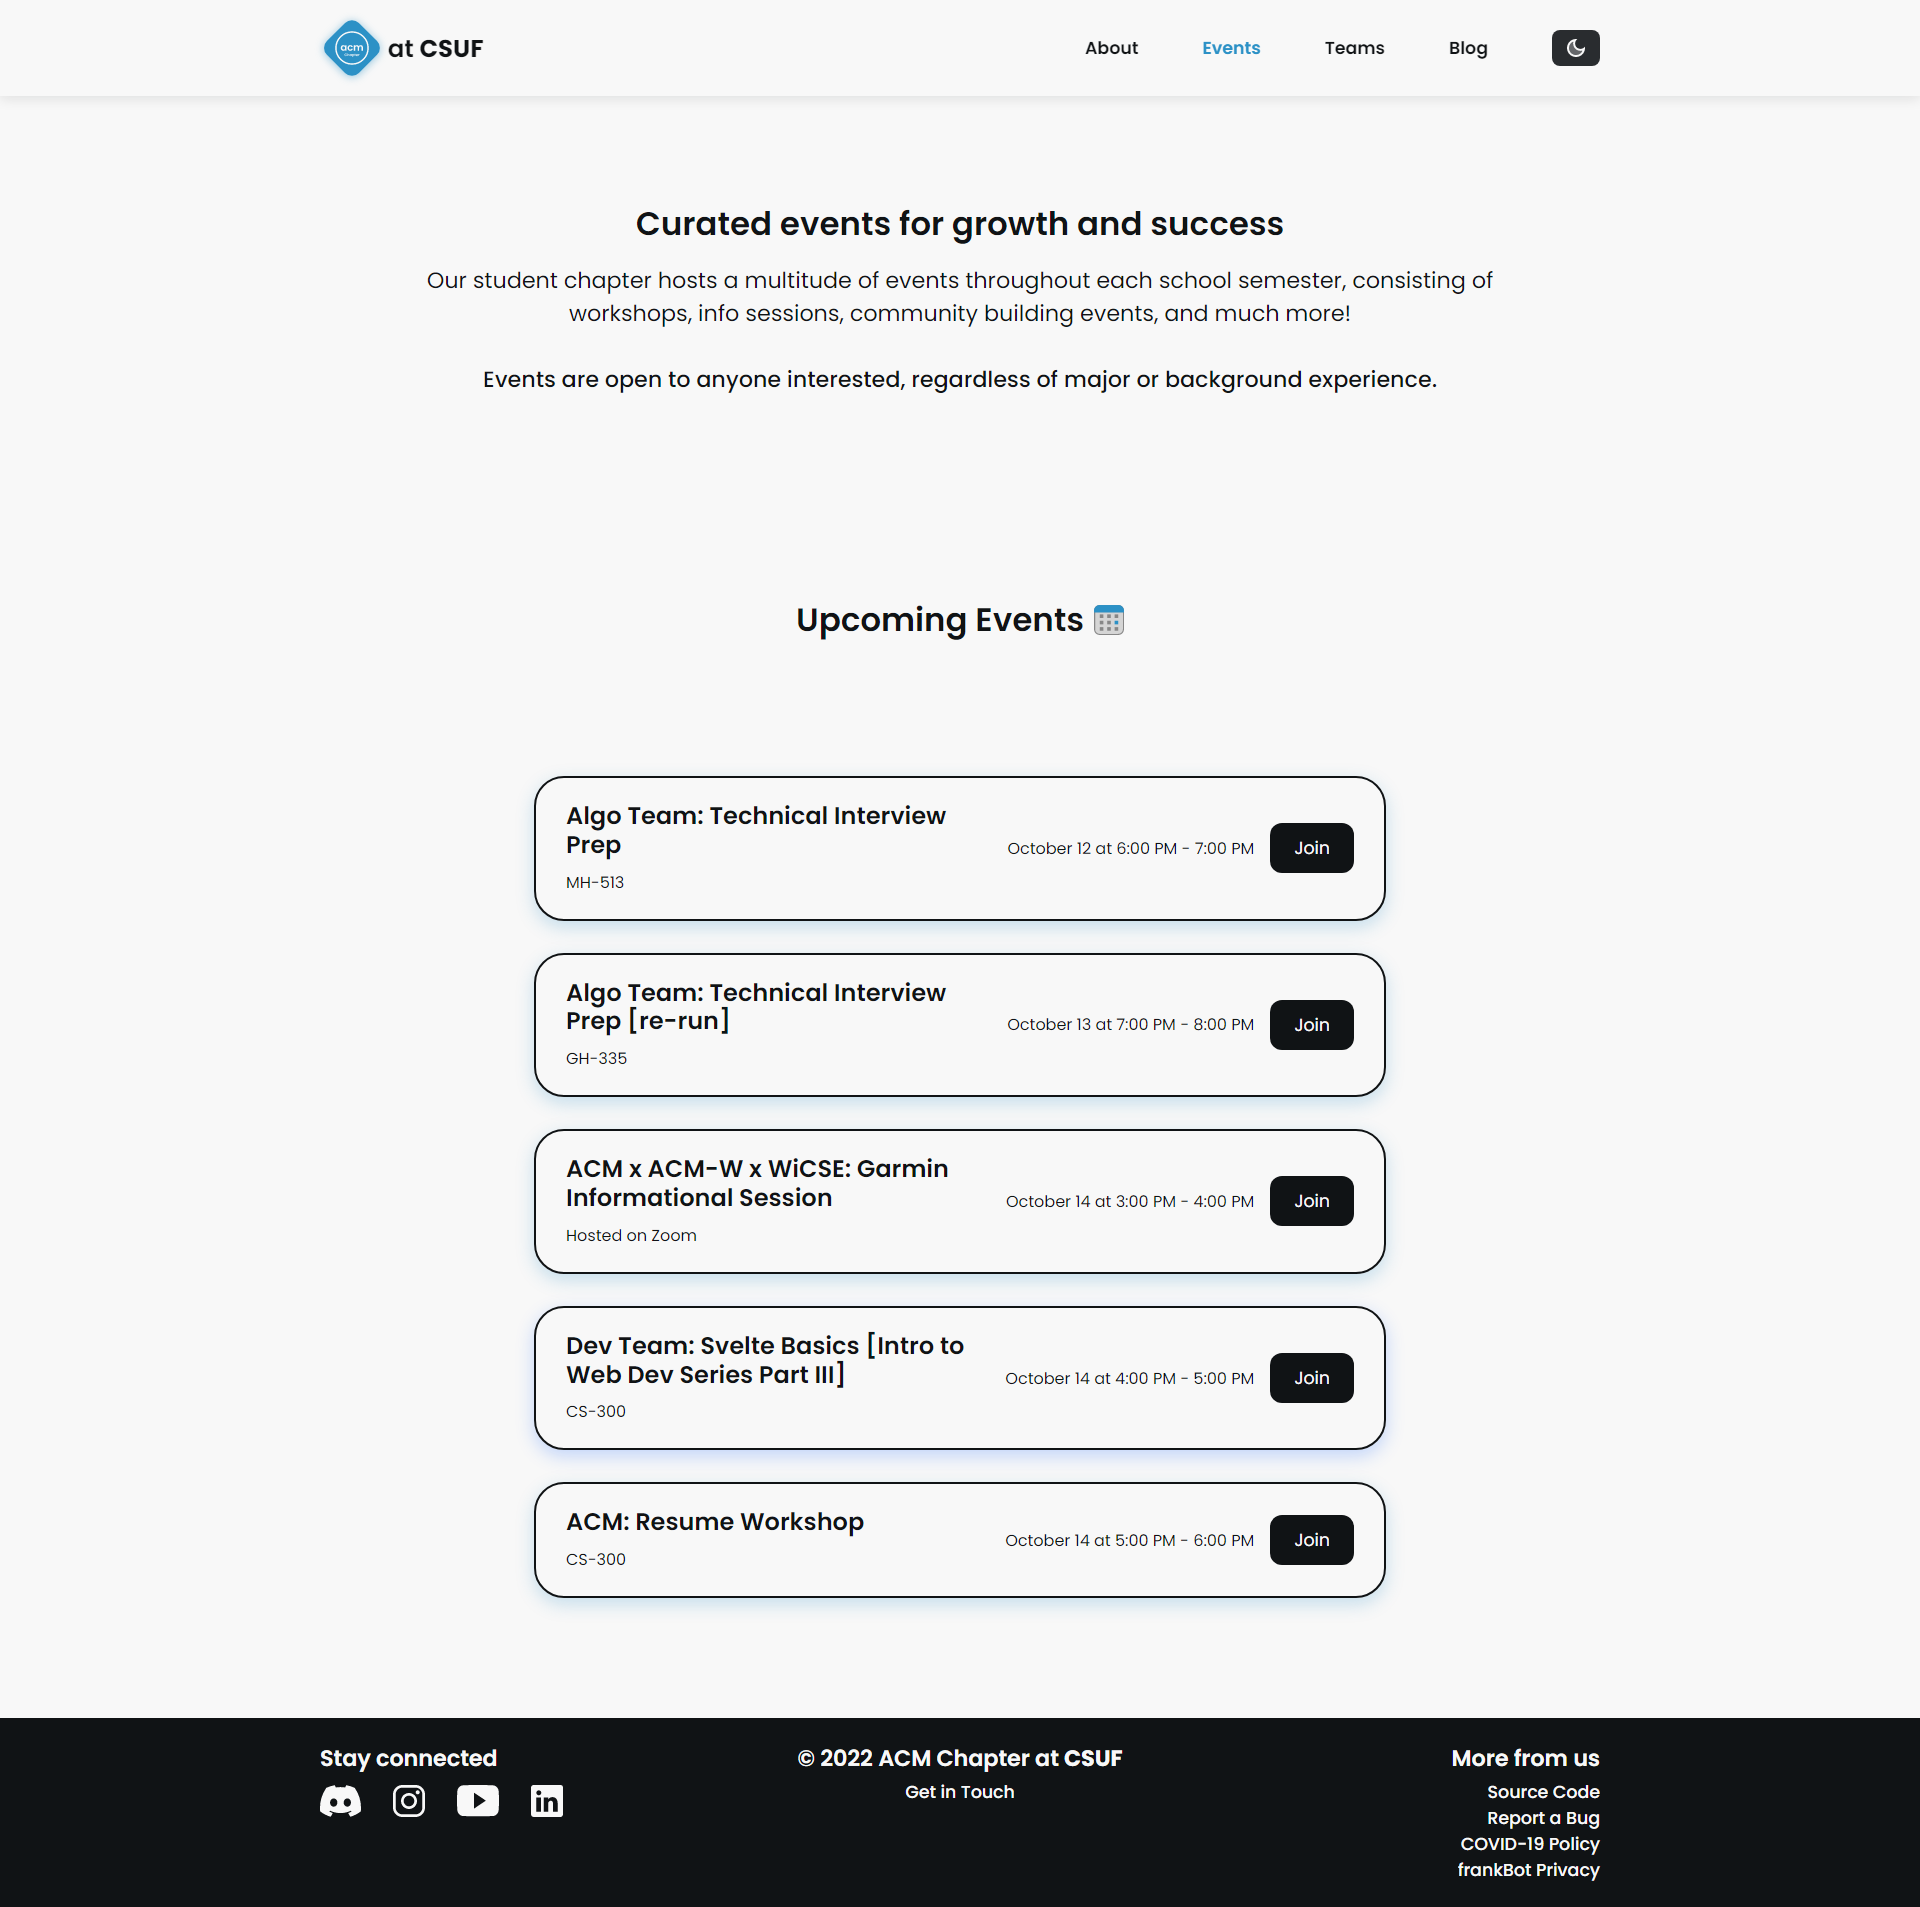 acm
Chapter
at CSUF
About
Events
Teams
Blog
Curated events for growth and success
Our student chapter hosts a multitude of events throughout each school semester, consisting of
workshops, info sessions, community building events, and much more!
Events are open to anyone interested, regardless of major or background experience.
Upcoming Events
Algo Team: Technical Interview
Prep
MH-513
October 12 at 6:00 PM - 7:00 PM
Join
Algo Team: Technical Interview
Prep [re-run]
GH-335
October 13 at 7:00 PM - 8:00 PM
Join
ACM x ACM-W x WiCSE: Garmin
Informational Session
Hosted on Zoom
October 14 at 3:00 PM - 4:00 PM
Join
Dev Team: Svelte Basics [Intro to
Web Dev Series Part III]
CS-300
October 14 at 4:00 PM - 5:00 PM
Join
ACM: Resume Workshop
CS-300
October 14 at 5:00 PM - 6:00 PM
Join
Stay connected
in
© 2022 ACM Chapter at CSUF
Get in Touch
More from us
Source Code
Report a Bug
COVID-19 Policy
frankBot Privacy